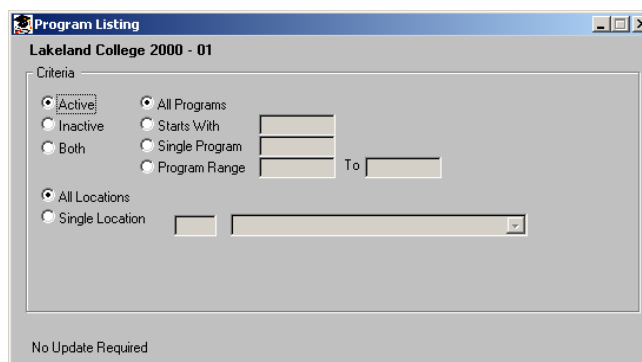 Program Listing
Lakeland College 2000 - 01
Criteria
Active All Programs
Inactive Starts With
Both Single Program
Program Range To
All Locations
Single Location
No Update Required